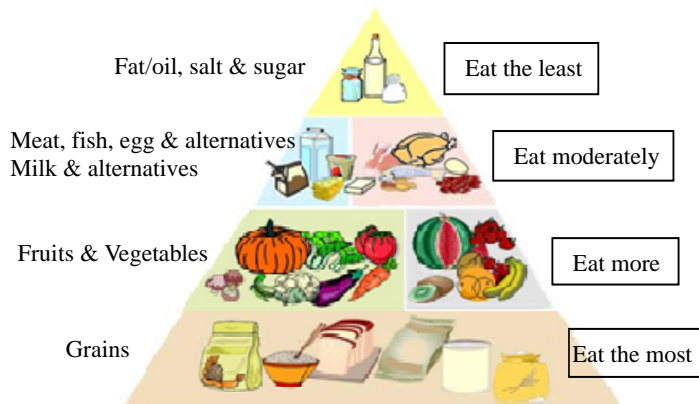 Fat/oil, salt & sugar
Eat the least
Meat, fish, egg & alternatives
Milk & alternatives
Eat moderately
Fruits & Vegetables
Eat more
Grains
Eat the most